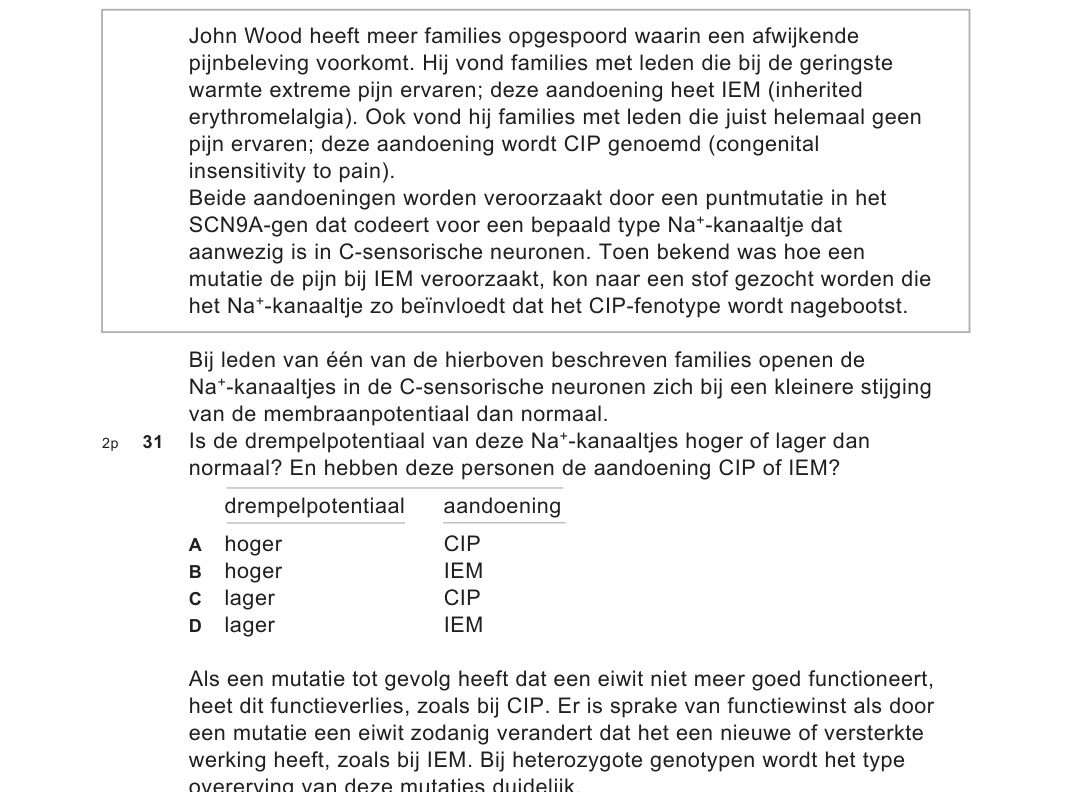 John Wood heeft meer families opgespoord waarin een afwijkende
pijnbeleving voorkomt. Hij vond families met leden die bij de geringste
warmte extreme pijn ervaren; deze aandoening heet IEM (inherited
erythromelalgia). Ook vond hij families met leden die juist helemaal geen
pijn ervaren; deze aandoening wordt CIP genoemd (congenital
insensitivity to pain).
Beide aandoeningen worden veroorzaakt door een puntmutatie in het
SCN9A-gen dat codeert voor een bepaald type Na⁺-kanaaltje dat
aanwezig is in C-sensorische neuronen. Toen bekend was hoe een
mutatie de pijn bij IEM veroorzaakt, kon naar een stof gezocht worden die
het Na⁺-kanaaltje zo beïnvloedt dat het CIP-fenotype wordt nagebootst.
Bij leden van één van de hierboven beschreven families openen de
Na⁺-kanaaltjes in de C-sensorische neuronen zich bij een kleinere stijging
van de membraanpotentiaal dan normaal.
2p 31 Is de drempelpotentiaal van deze Na⁺-kanaaltjes hoger of lager dan
normaal? En hebben deze personen de aandoening CIP of IEM?
drempelpotentiaal aandoening
A hoger CIP
B hoger IEM
C lager CIP
D lager IEM
Als een mutatie tot gevolg heeft dat een eiwit niet meer goed functioneert,
heet dit functieverlies, zoals bij CIP. Er is sprake van functiewinst als door
een mutatie een eiwit zodanig verandert dat het een nieuwe of versterkte
werking heeft, zoals bij IEM. Bij heterozygote genotypen wordt het type
overerving van deze mutaties duidelijk.